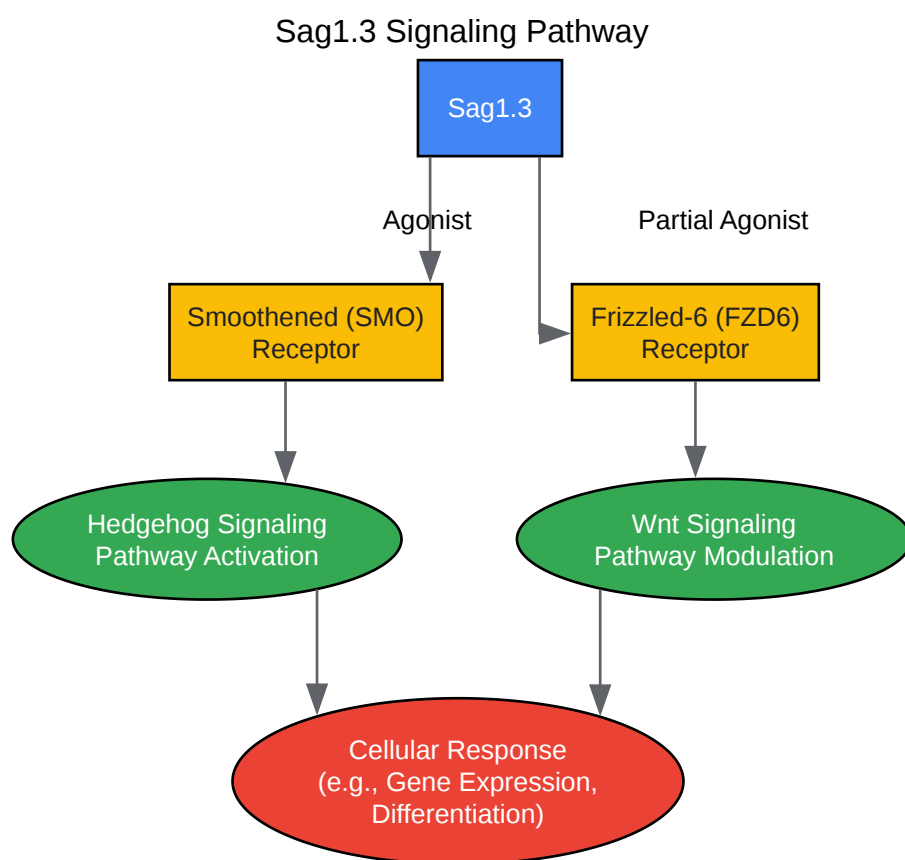 Sag1.3 Signaling Pathway
Sag1.3
Agonist
Partial Agonist
Smoothened (SMO)
Receptor
Frizzled-6 (FZD6)
Receptor
Hedgehog Signaling
Pathway Activation
Wnt Signaling
Pathway Modulation
Cellular Response
(e.g., Gene Expression,
Differentiation)